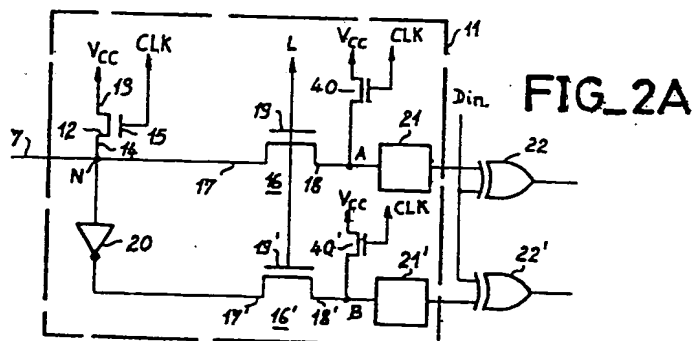 FIG_2A
11
VCC
CLK
L
VCC
CLK
13
40
Din
12
15
19
21
22
7
14
A
N
17
16
18
VCC
CLK
20
19'
40'
21'
22'
17'
16'
18'
B